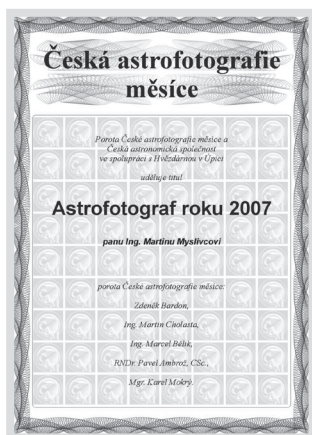 Česká astrofotografie
měsíce
Porota České astrofotografie měsíce a
Česká astronomická společnost
ve spolupráci s Hvězdárnou v Úpici
uděluje titul
Astrofotograf roku 2007
panu Ing. Martinu Myslivcovi
porota České astrofotografie měsíce:
Zdeněk Bardon,
Ing. Martin Cholasta,
Ing. Marcel Bělík,
RNDr. Pavel Ambrož, CSc.,
Mgr. Karel Mokrý.